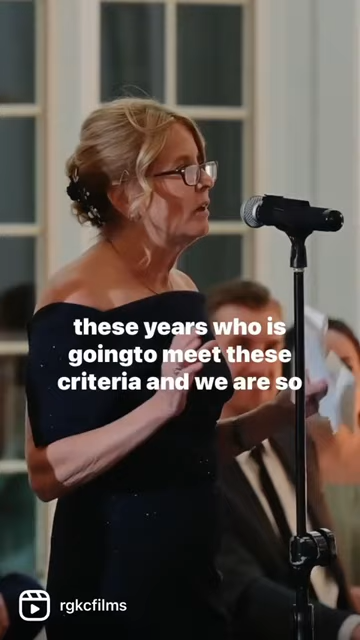 these years who is
goingto meet these
criteria and we are so
rgkcfilms